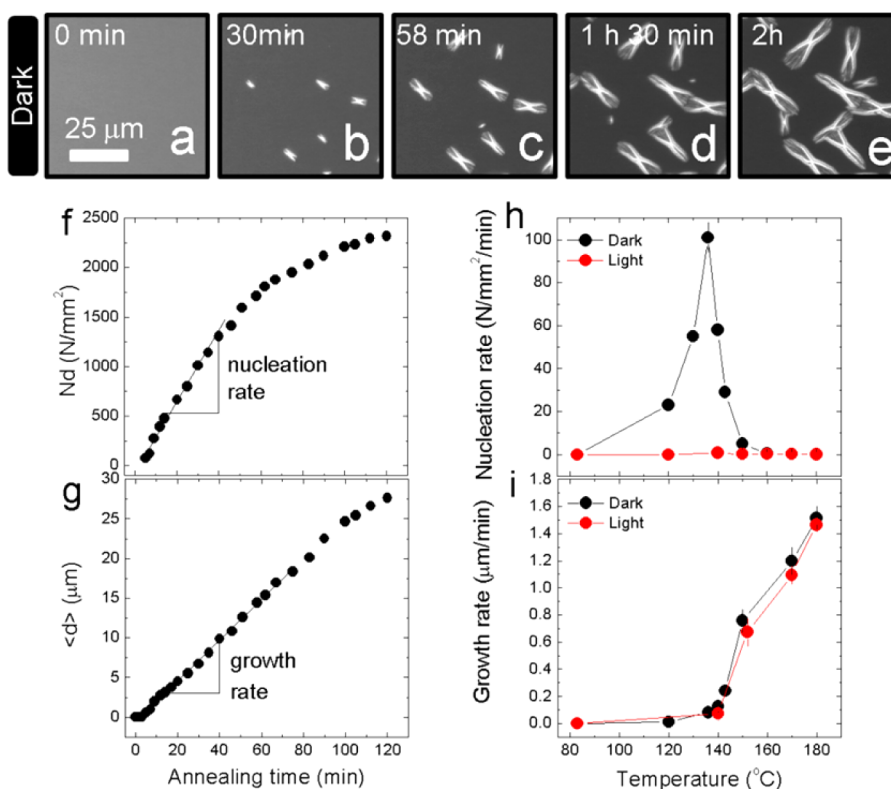 Dark
0 min
25 μm
a
30min
b
58 min
c
1 h 30 min
d
2h
e
f
2500
2000
1500
1000
500
0
Nd (N/mm²)
nucleation
rate
g
30
25
20
15
10
5
0
<d> (μm)
growth
rate
0 20 40 60 80 100 120
Annealing time (min)
h
Dark
Light
100
80
60
40
20
0
Nucleation rate (N/mm²/min)
i
Dark
Light
1.8
1.6
1.4
1.2
1.0
0.8
0.6
0.4
0.2
0.0
Growth rate (μm/min)
80 100 120 140 160 180
Temperature (°C)